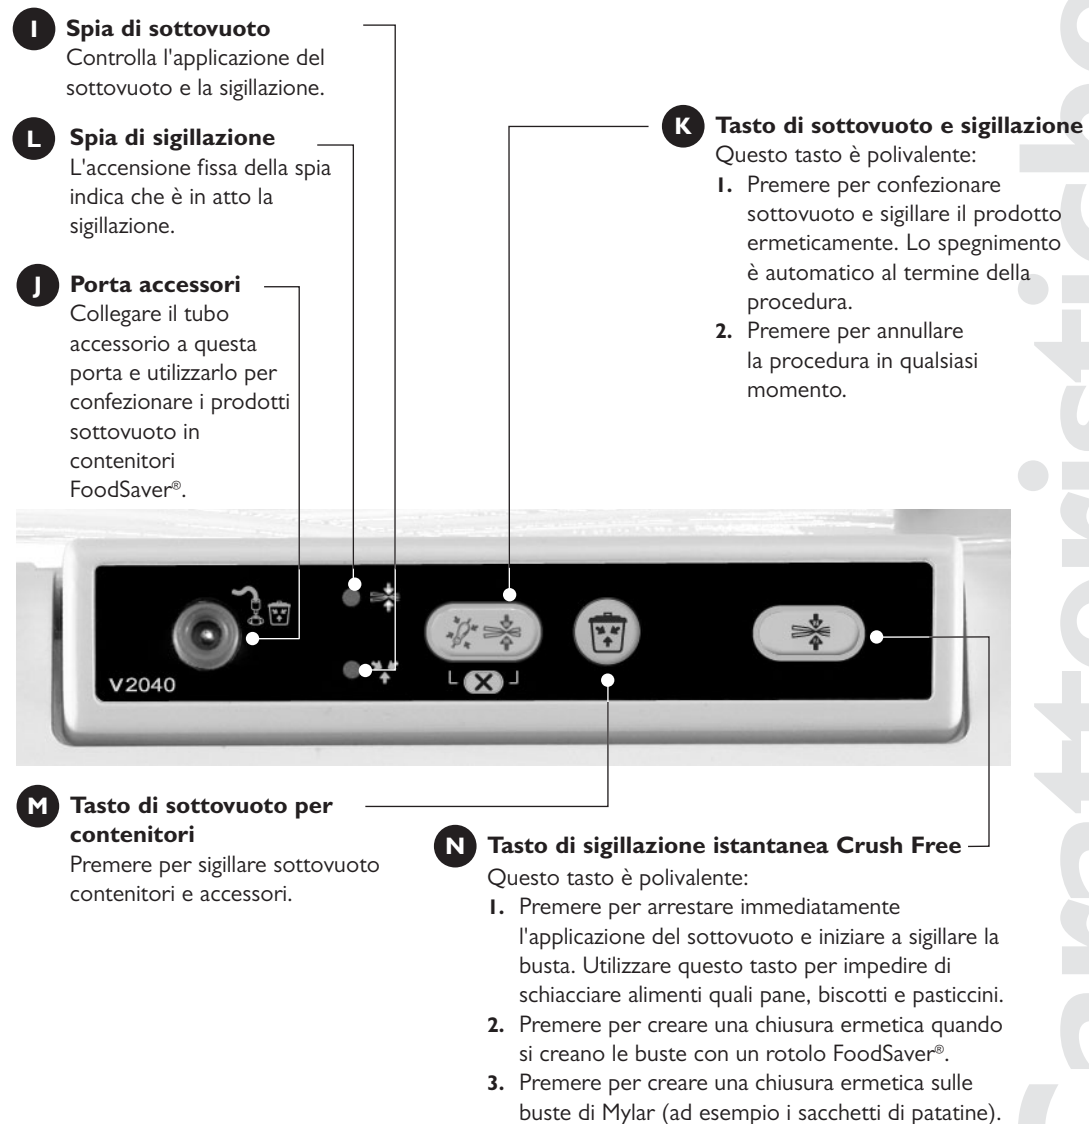 I Spia di sottovuoto
Controlla l'applicazione del
sottovuoto e la sigillazione.
L Spia di sigillazione
L'accensione fissa della spia
indica che è in atto la
sigillazione.
J Porta accessori
Collegare il tubo
accessorio a questa
porta e utilizzarlo per
confezionare i prodotti
sottovuoto in
contenitori
FoodSaver®.
K Tasto di sottovuoto e sigillazione
Questo tasto è polivalente:
1. Premere per confezionare
sottovuoto e sigillare il prodotto
ermeticamente. Lo spegnimento
è automatico al termine della
procedura.
2. Premere per annullare
la procedura in qualsiasi
momento.
V2040
M Tasto di sottovuoto per
contenitori
Premere per sigillare sottovuoto
contenitori e accessori.
N Tasto di sigillazione istantanea Crush Free
Questo tasto è polivalente:
1. Premere per arrestare immediatamente
l'applicazione del sottovuoto e iniziare a sigillare la
busta. Utilizzare questo tasto per impedire di
schiacciare alimenti quali pane, biscotti e pasticcini.
2. Premere per creare una chiusura ermetica quando
si creano le buste con un rotolo FoodSaver®.
3. Premere per creare una chiusura ermetica sulle
buste di Mylar (ad esempio i sacchetti di patatine).